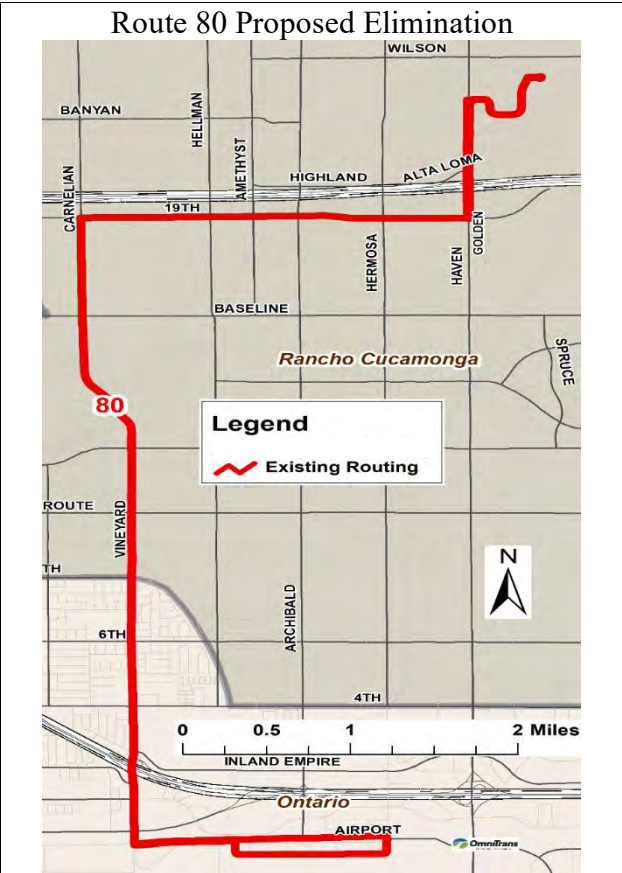 Route 80 Proposed Elimination
WILSON
BANYAN
HELLMAN
AMETHYST
HIGHLAND
ALTA LOMA
CARNELIAN
19TH
HERMOSA
HAVEN
GOLDEN
BASELINE
Rancho Cucamonga
SPRUCE
80
Legend
Existing Routing
ROUTE
VINEYARD
N
TH
ARCHIBALD
6TH
4TH
0 0.5 1 2 Miles
INLAND EMPIRE
Ontario
AIRPORT
OmniTrans